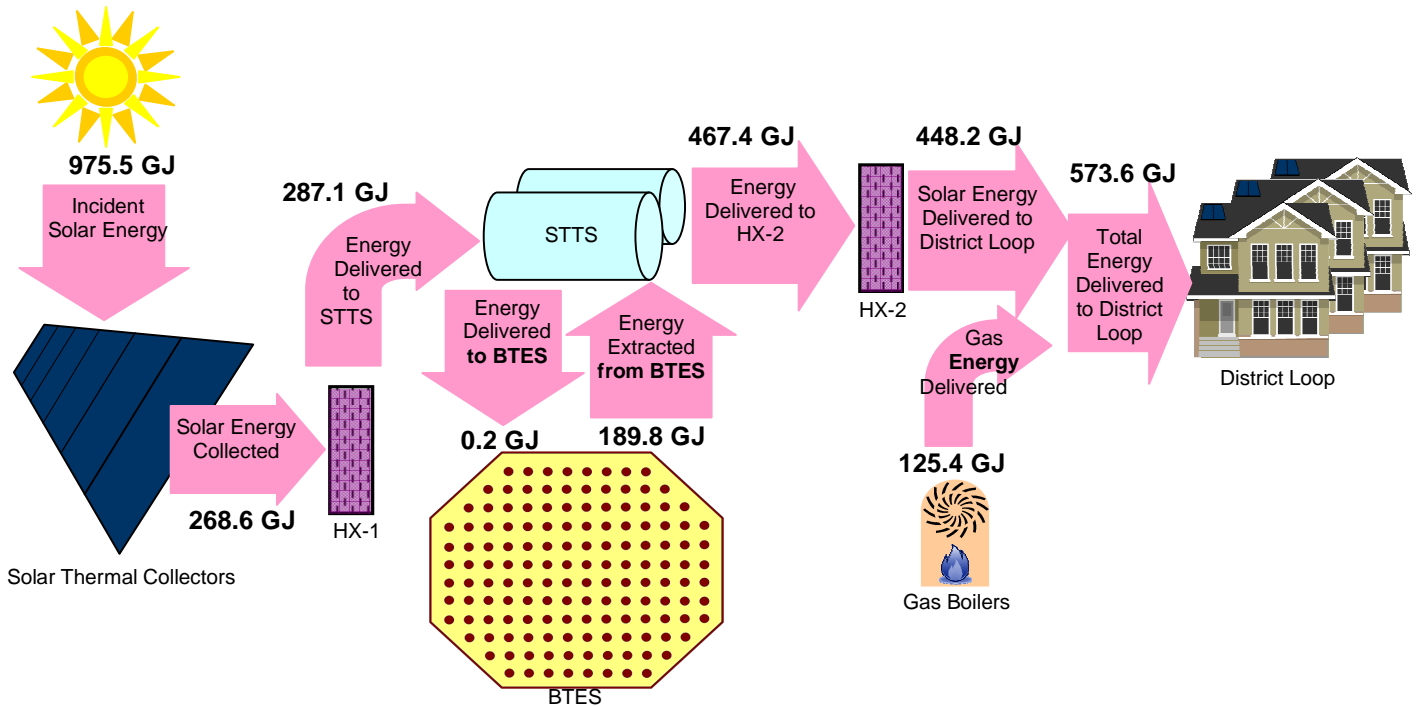 975.5 GJ
Incident
Solar Energy
287.1 GJ
Energy
Delivered
to
STTS
STTS
467.4 GJ
Energy
Delivered to
HX-2
448.2 GJ
HX-2
Solar Energy
Delivered to
District Loop
573.6 GJ
Total
Energy
Delivered
to District
Loop
District Loop
Energy
Delivered
to BTES
Energy
Extracted
from BTES
Gas
Energy
Delivered
Solar Energy
Collected
268.6 GJ
HX-1
0.2 GJ
189.8 GJ
125.4 GJ
Gas Boilers
Solar Thermal Collectors
BTES